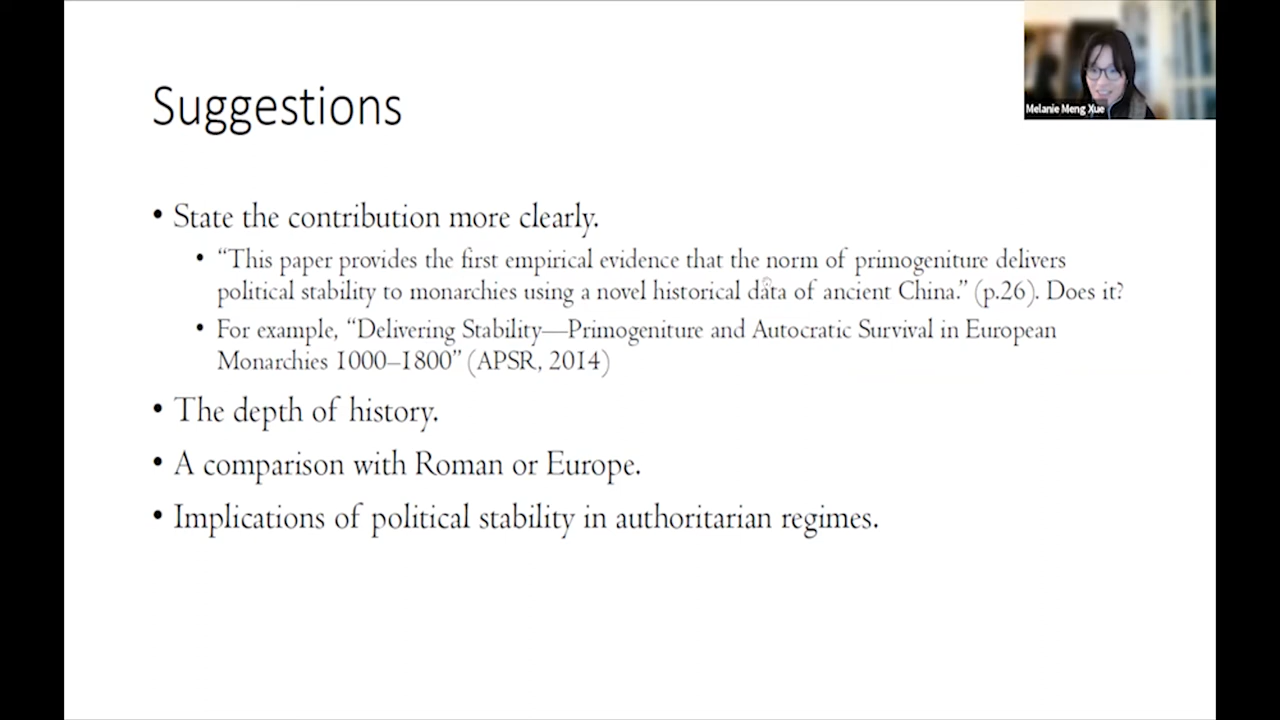 Melanie Meng Xue
Suggestions
• State the contribution more clearly.
• “This paper provides the first empirical evidence that the norm of primogeniture delivers
political stability to monarchies using a novel historical data of ancient China.” (p.26). Does it?
• For example, “Delivering Stability—Primogeniture and Autocratic Survival in European
Monarchies 1000–1800” (APSR, 2014)
• The depth of history.
• A comparison with Roman or Europe.
• Implications of political stability in authoritarian regimes.